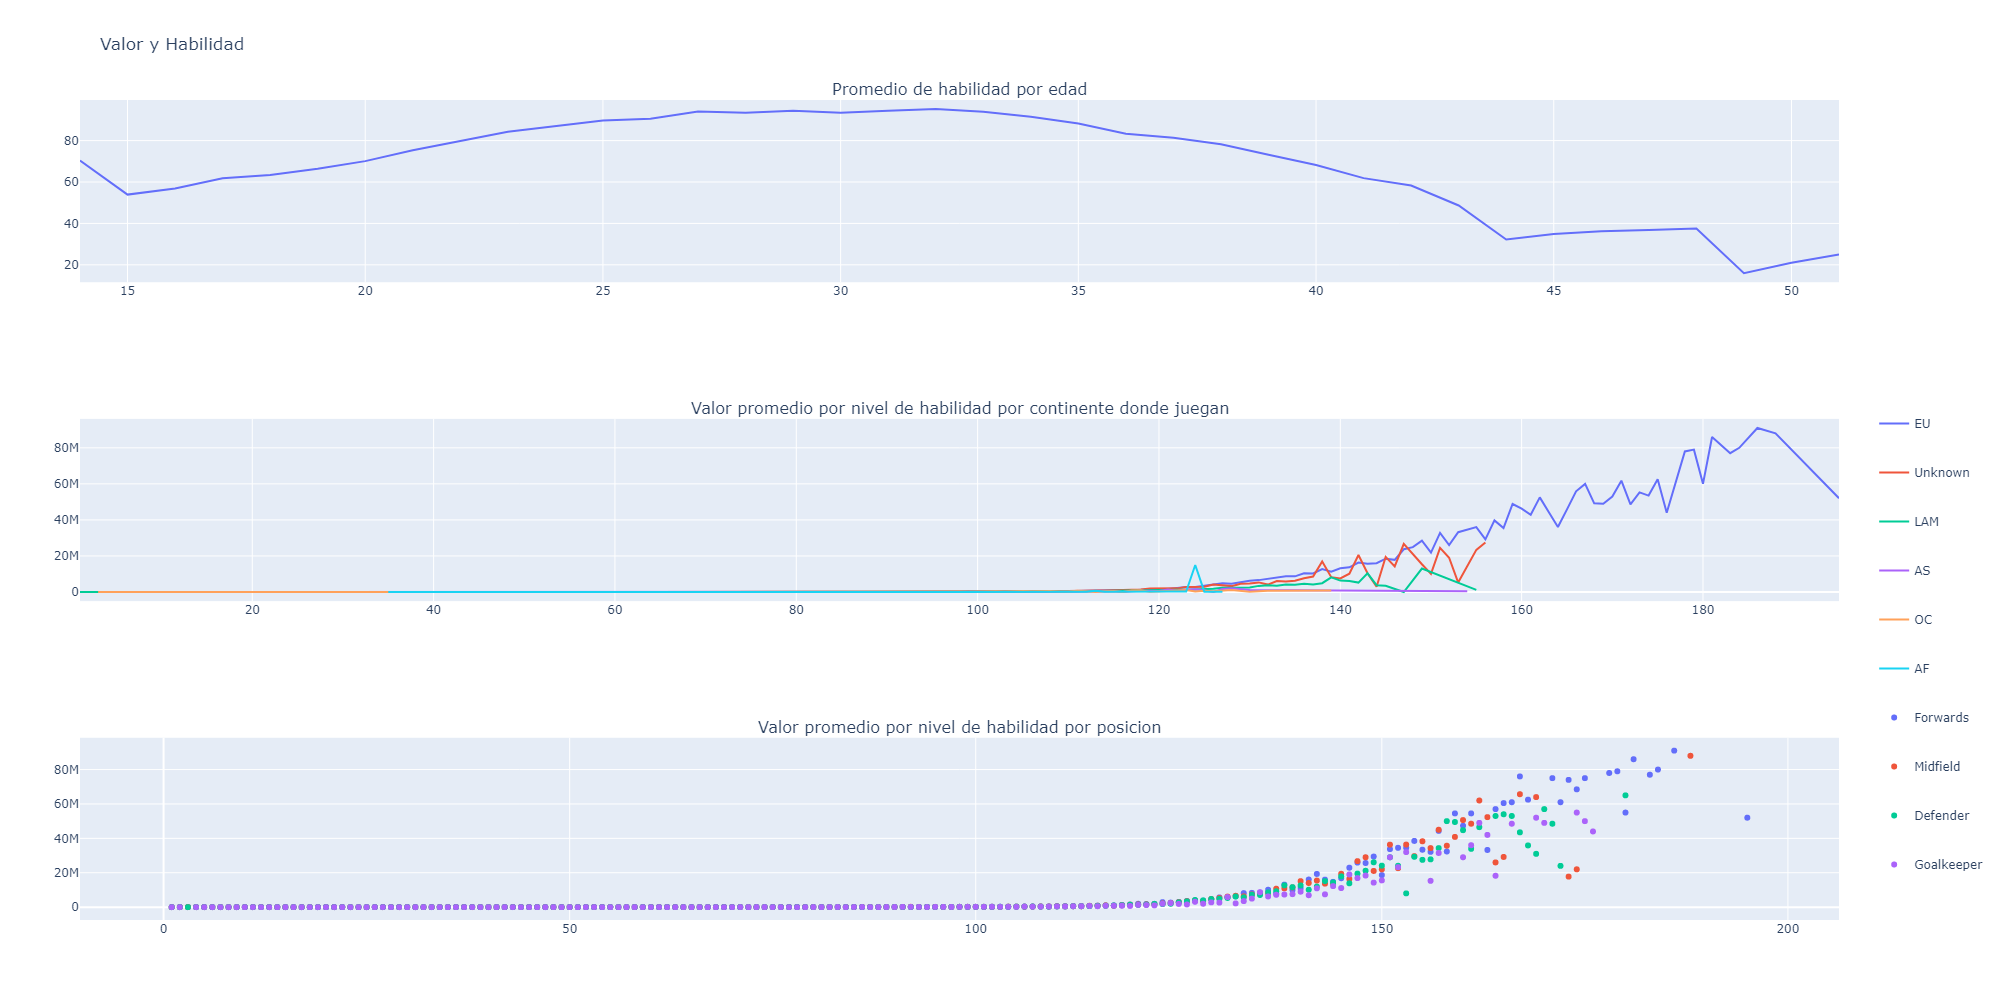 Valor y Habilidad
Promedio de habilidad por edad
80
60
40
20
15 20 25 30 35 40 45 50
Valor promedio por nivel de habilidad por continente donde juegan
80M
60M
40M
20M
0
20 40 60 80 100 120 140 160 180
EU
Unknown
LAM
AS
OC
AF
Forwards
Midfield
Defender
Goalkeeper
Valor promedio por nivel de habilidad por posicion
80M
60M
40M
20M
0
0 50 100 150 200